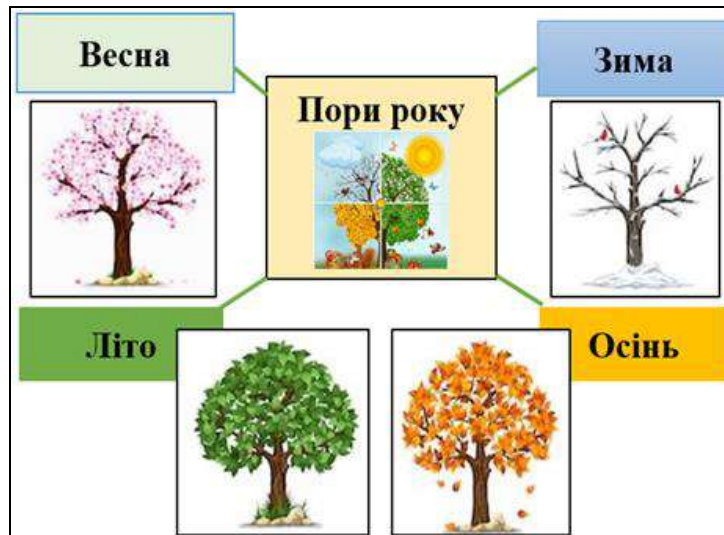 Весна
Зима
Пори року
Літо
Осінь